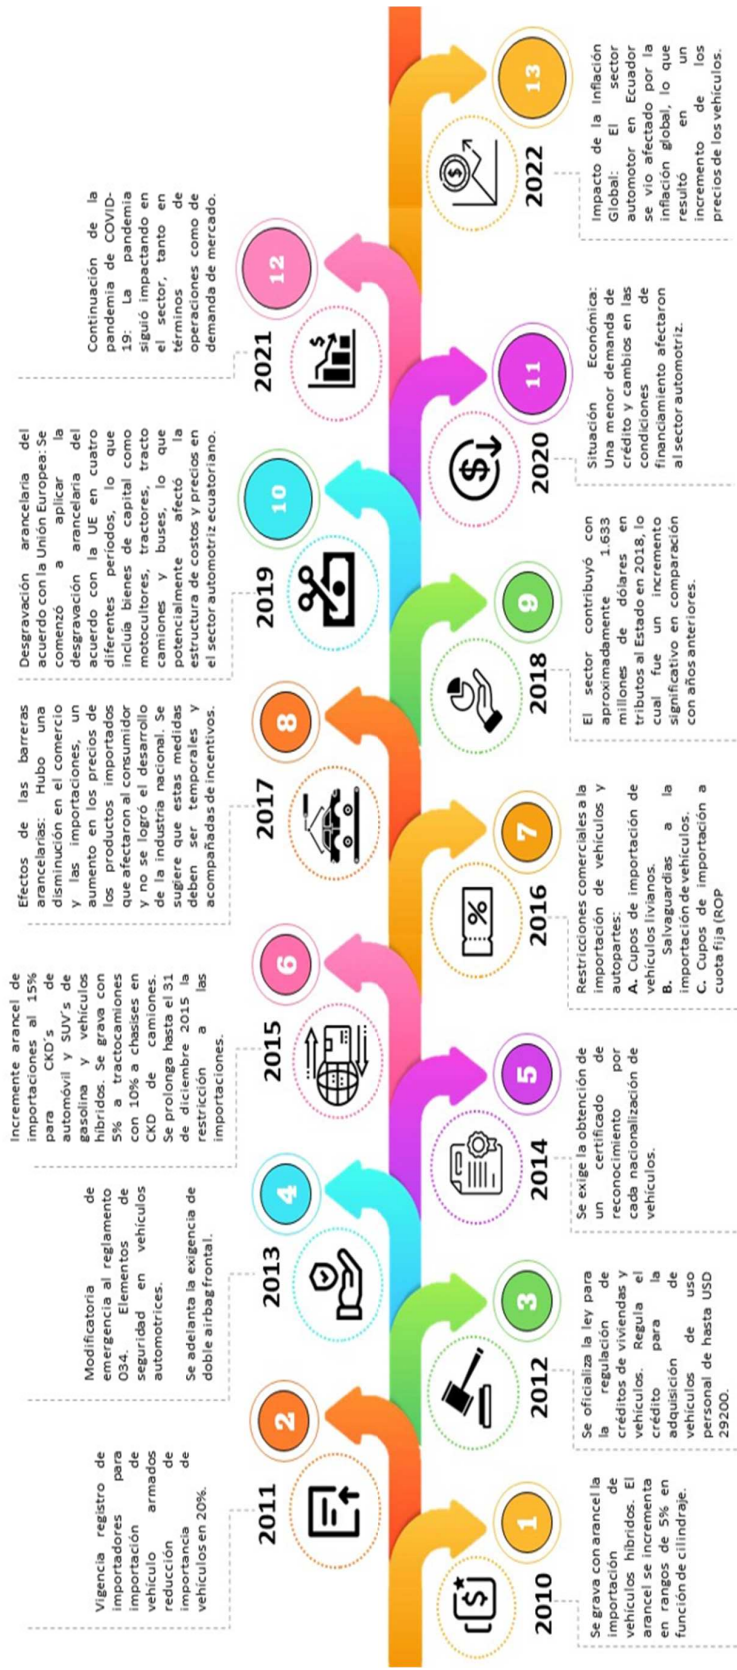 1
2010
Se grava con arancel la
importación de
vehículos híbridos. El
arancel se incrementa
en rangos de 5% en
función de cilindraje.
2
2011
Vigencia registro de
importadores para
importación de
vehículo armados
reducción de
importancia de
vehículos en 20%.
3
2012
Se oficializa la ley para
la regulación de
créditos de viviendas y
vehículos. Regula el
crédito para la
adquisición de
vehículos de uso
personal de hasta USD
29200.
4
2013
Modificatoria de
emergencia al reglamento
034. Elementos de
seguridad en vehículos
automotrices.
Se adelanta la exigencia de
doble airbag frontal.
5
2014
Se exige la obtención de
un certificado de
reconocimiento por
cada nacionalización de
vehículos.
6
2015
Incremente arancel de
importaciones al 15%
para CKD´s de
automóvil y SUV´s de
gasolina y vehículos
híbridos. Se grava con
5% a tractocamiones
con 10% a chasises en
CKD de camiones.
Se prolonga hasta el 31
de diciembre 2015 la
restricción a las
importaciones.
7
2016
Restricciones comerciales a la
importación de vehículos y
autopartes:
A. Cupos de importación de
vehículos livianos.
B. Salvaguardias a la
importación de vehículos.
C. Cupos de importación a
cuota fija (ROP
8
2017
Efectos de las barreras
arancelarias: Hubo una
disminución en el comercio
y las importaciones, un
aumento en los precios de
los productos importados
que afectaron al consumidor
y no se logró el desarrollo
de la industria nacional. Se
sugiere que estas medidas
deben ser temporales y
acompañadas de incentivos.
9
2018
El sector contribuyó con
aproximadamente 1.633
millones de dólares en
tributos al Estado en 2018, lo
cual fue un incremento
significativo en comparación
con años anteriores.
10
2019
Desgravación arancelaria del
acuerdo con la Unión Europea: Se
comenzó a aplicar la
desgravación arancelaria del
acuerdo con la UE en cuatro
diferentes períodos, lo que
incluía bienes de capital como
motocultores, tractores, tracto
camiones y buses, lo que
potencialmente afectó la
estructura de costos y precios en
el sector automotriz ecuatoriano.
11
2020
Situación Económica:
Una menor demanda de
crédito y cambios en las
condiciones de
financiamiento afectaron
al sector automotriz.
12
2021
Continuación de la
pandemia de COVID-
19: La pandemia
siguió impactando en
el sector, tanto en
términos de
operaciones como de
demanda de mercado.
13
2022
Impacto de la Inflación
Global: El sector
automotor en Ecuador
se vio afectado por la
inflación global, lo que
resultó en un
incremento de los
precios de los vehículos.